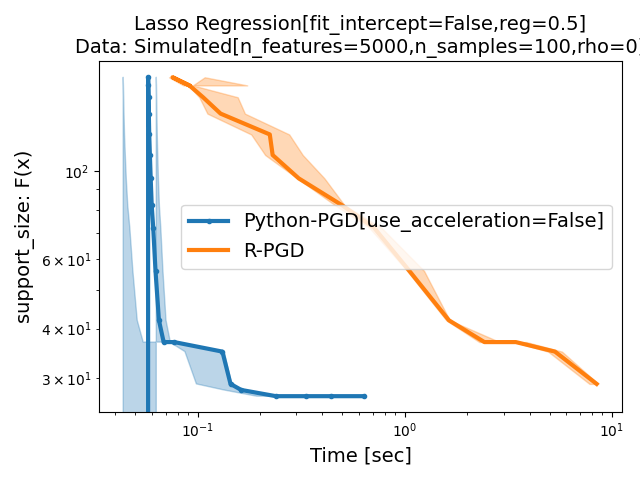 Lasso Regression[fit_intercept=False,reg=0.5]
Data: Simulated[n_features=5000,n_samples=100,rho=0]
support_size: F(x)
10²
6 × 10¹
4 × 10¹
3 × 10¹
Python-PGD[use_acceleration=False]
R-PGD
10⁻¹
10⁰
10¹
Time [sec]